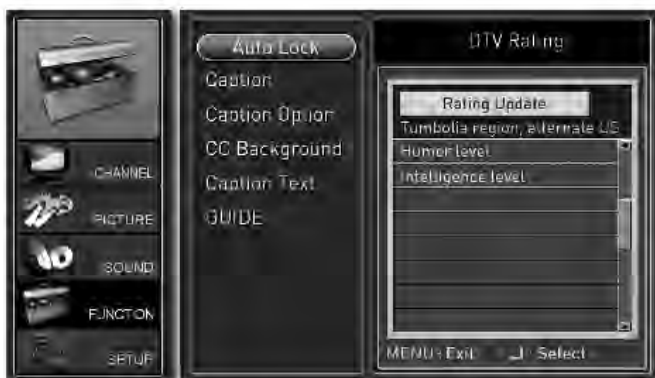 CHANNEL
PICTURE
SOUND
FUNCTION
SETUP
Auto Lock
Caption
Caption Option
CC Background
Caption Text
GUIDE
DTV Rating
Rating Update
Tumbolia region, alternate US
Humor level
Intelligence level
MENU: Exit Select